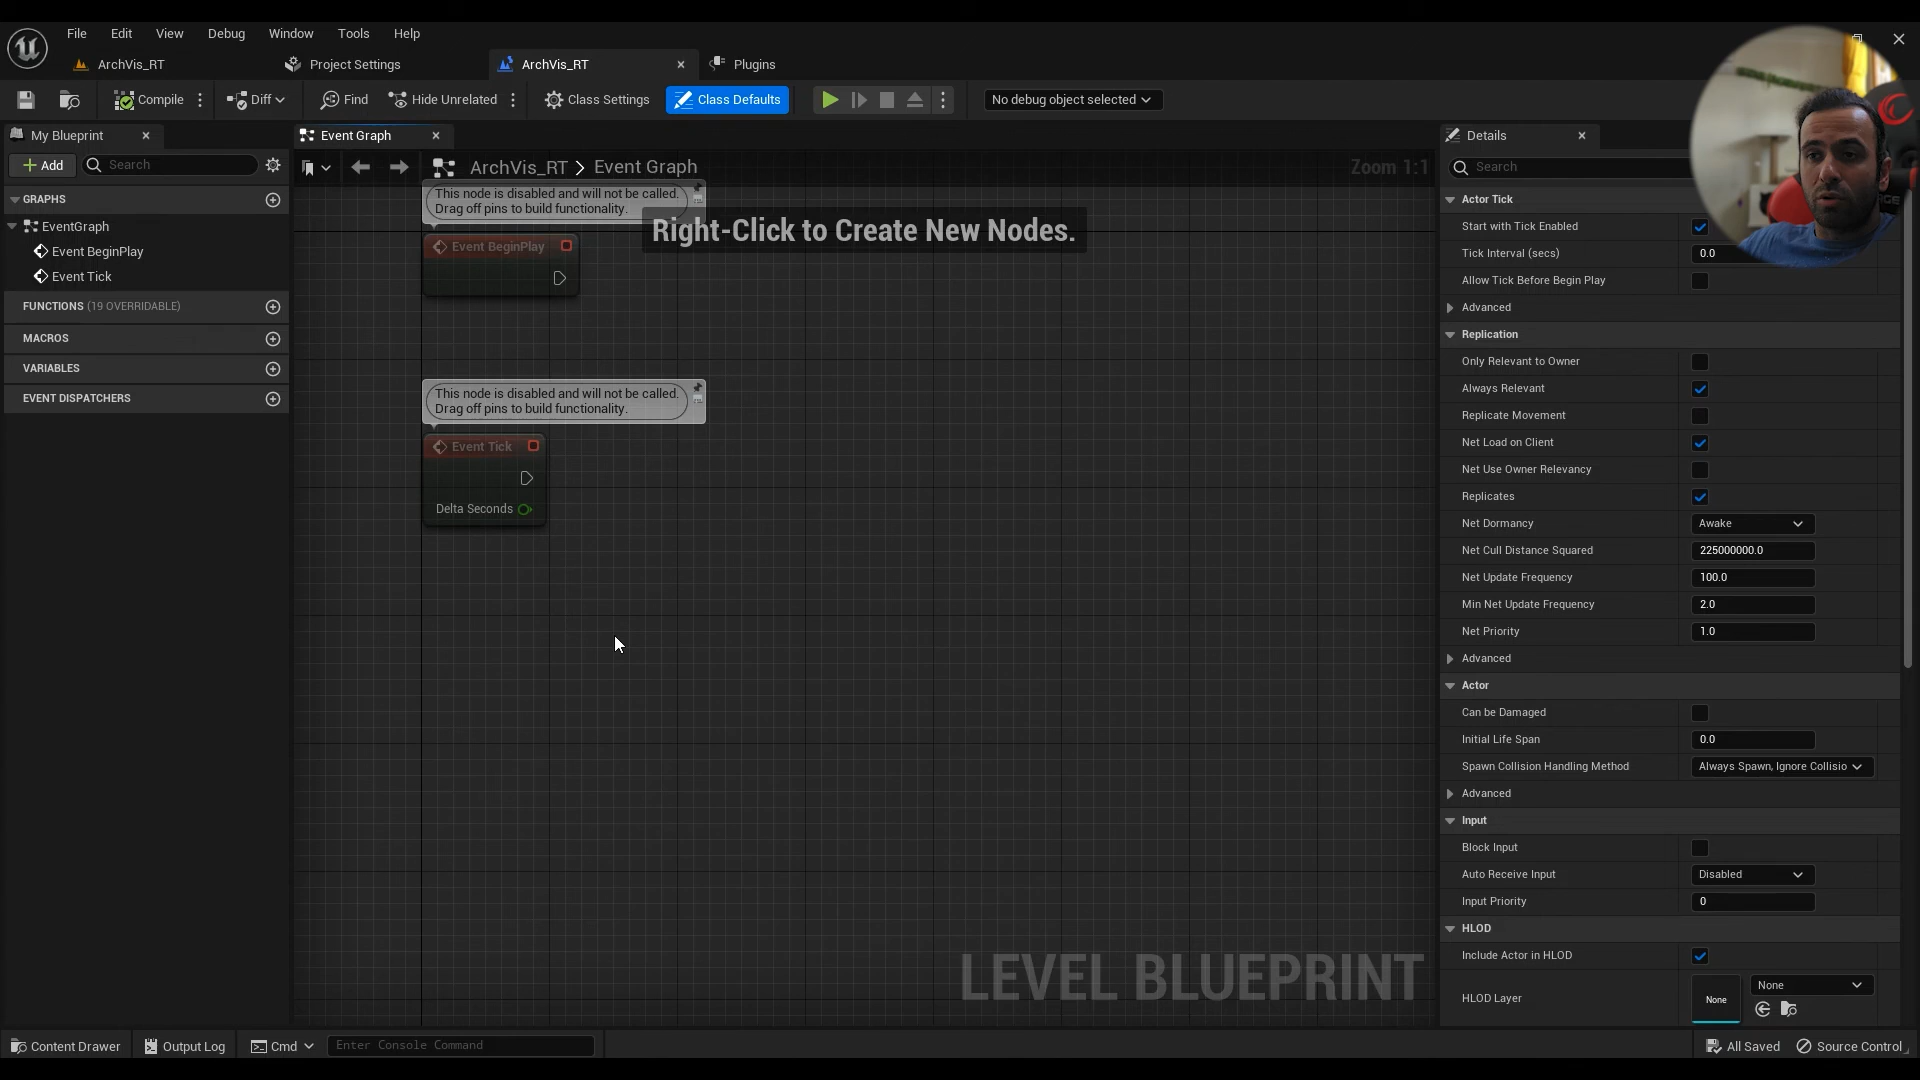 File Edit View Debug Window Tools Help
ArchVis_RT Project Settings ArchVis_RT Plugins
Compile Diff Find Hide Unrelated Class Settings Class Defaults No debug object selected
My Blueprint Event Graph Details
Add Search ArchVis_RT > Event Graph Zoom 1:1 Search
GRAPHS
EventGraph
Event BeginPlay
Event Tick
FUNCTIONS (19 OVERRIDABLE)
MACROS
VARIABLES
EVENT DISPATCHERS
This node is disabled and will not be called.
Drag off pins to build functionality.
Right-Click to Create New Nodes.
Event BeginPlay
This node is disabled and will not be called.
Drag off pins to build functionality.
Event Tick
Delta Seconds
LEVEL BLUEPRINT
Actor Tick
Start with Tick Enabled
Tick Interval (secs) 0.0
Allow Tick Before Begin Play
Advanced
Replication
Only Relevant to Owner
Always Relevant
Replicate Movement
Net Load on Client
Net Use Owner Relevancy
Replicates
Net Dormancy Awake
Net Cull Distance Squared 225000000.0
Net Update Frequency 100.0
Min Net Update Frequency 2.0
Net Priority 1.0
Advanced
Actor
Can be Damaged
Initial Life Span 0.0
Spawn Collision Handling Method Always Spawn, Ignore Collisio
Advanced
Input
Block Input
Auto Receive Input Disabled
Input Priority 0
HLOD
Include Actor in HLOD
HLOD Layer None None
Content Drawer Output Log Cmd Enter Console Command All Saved Source Control